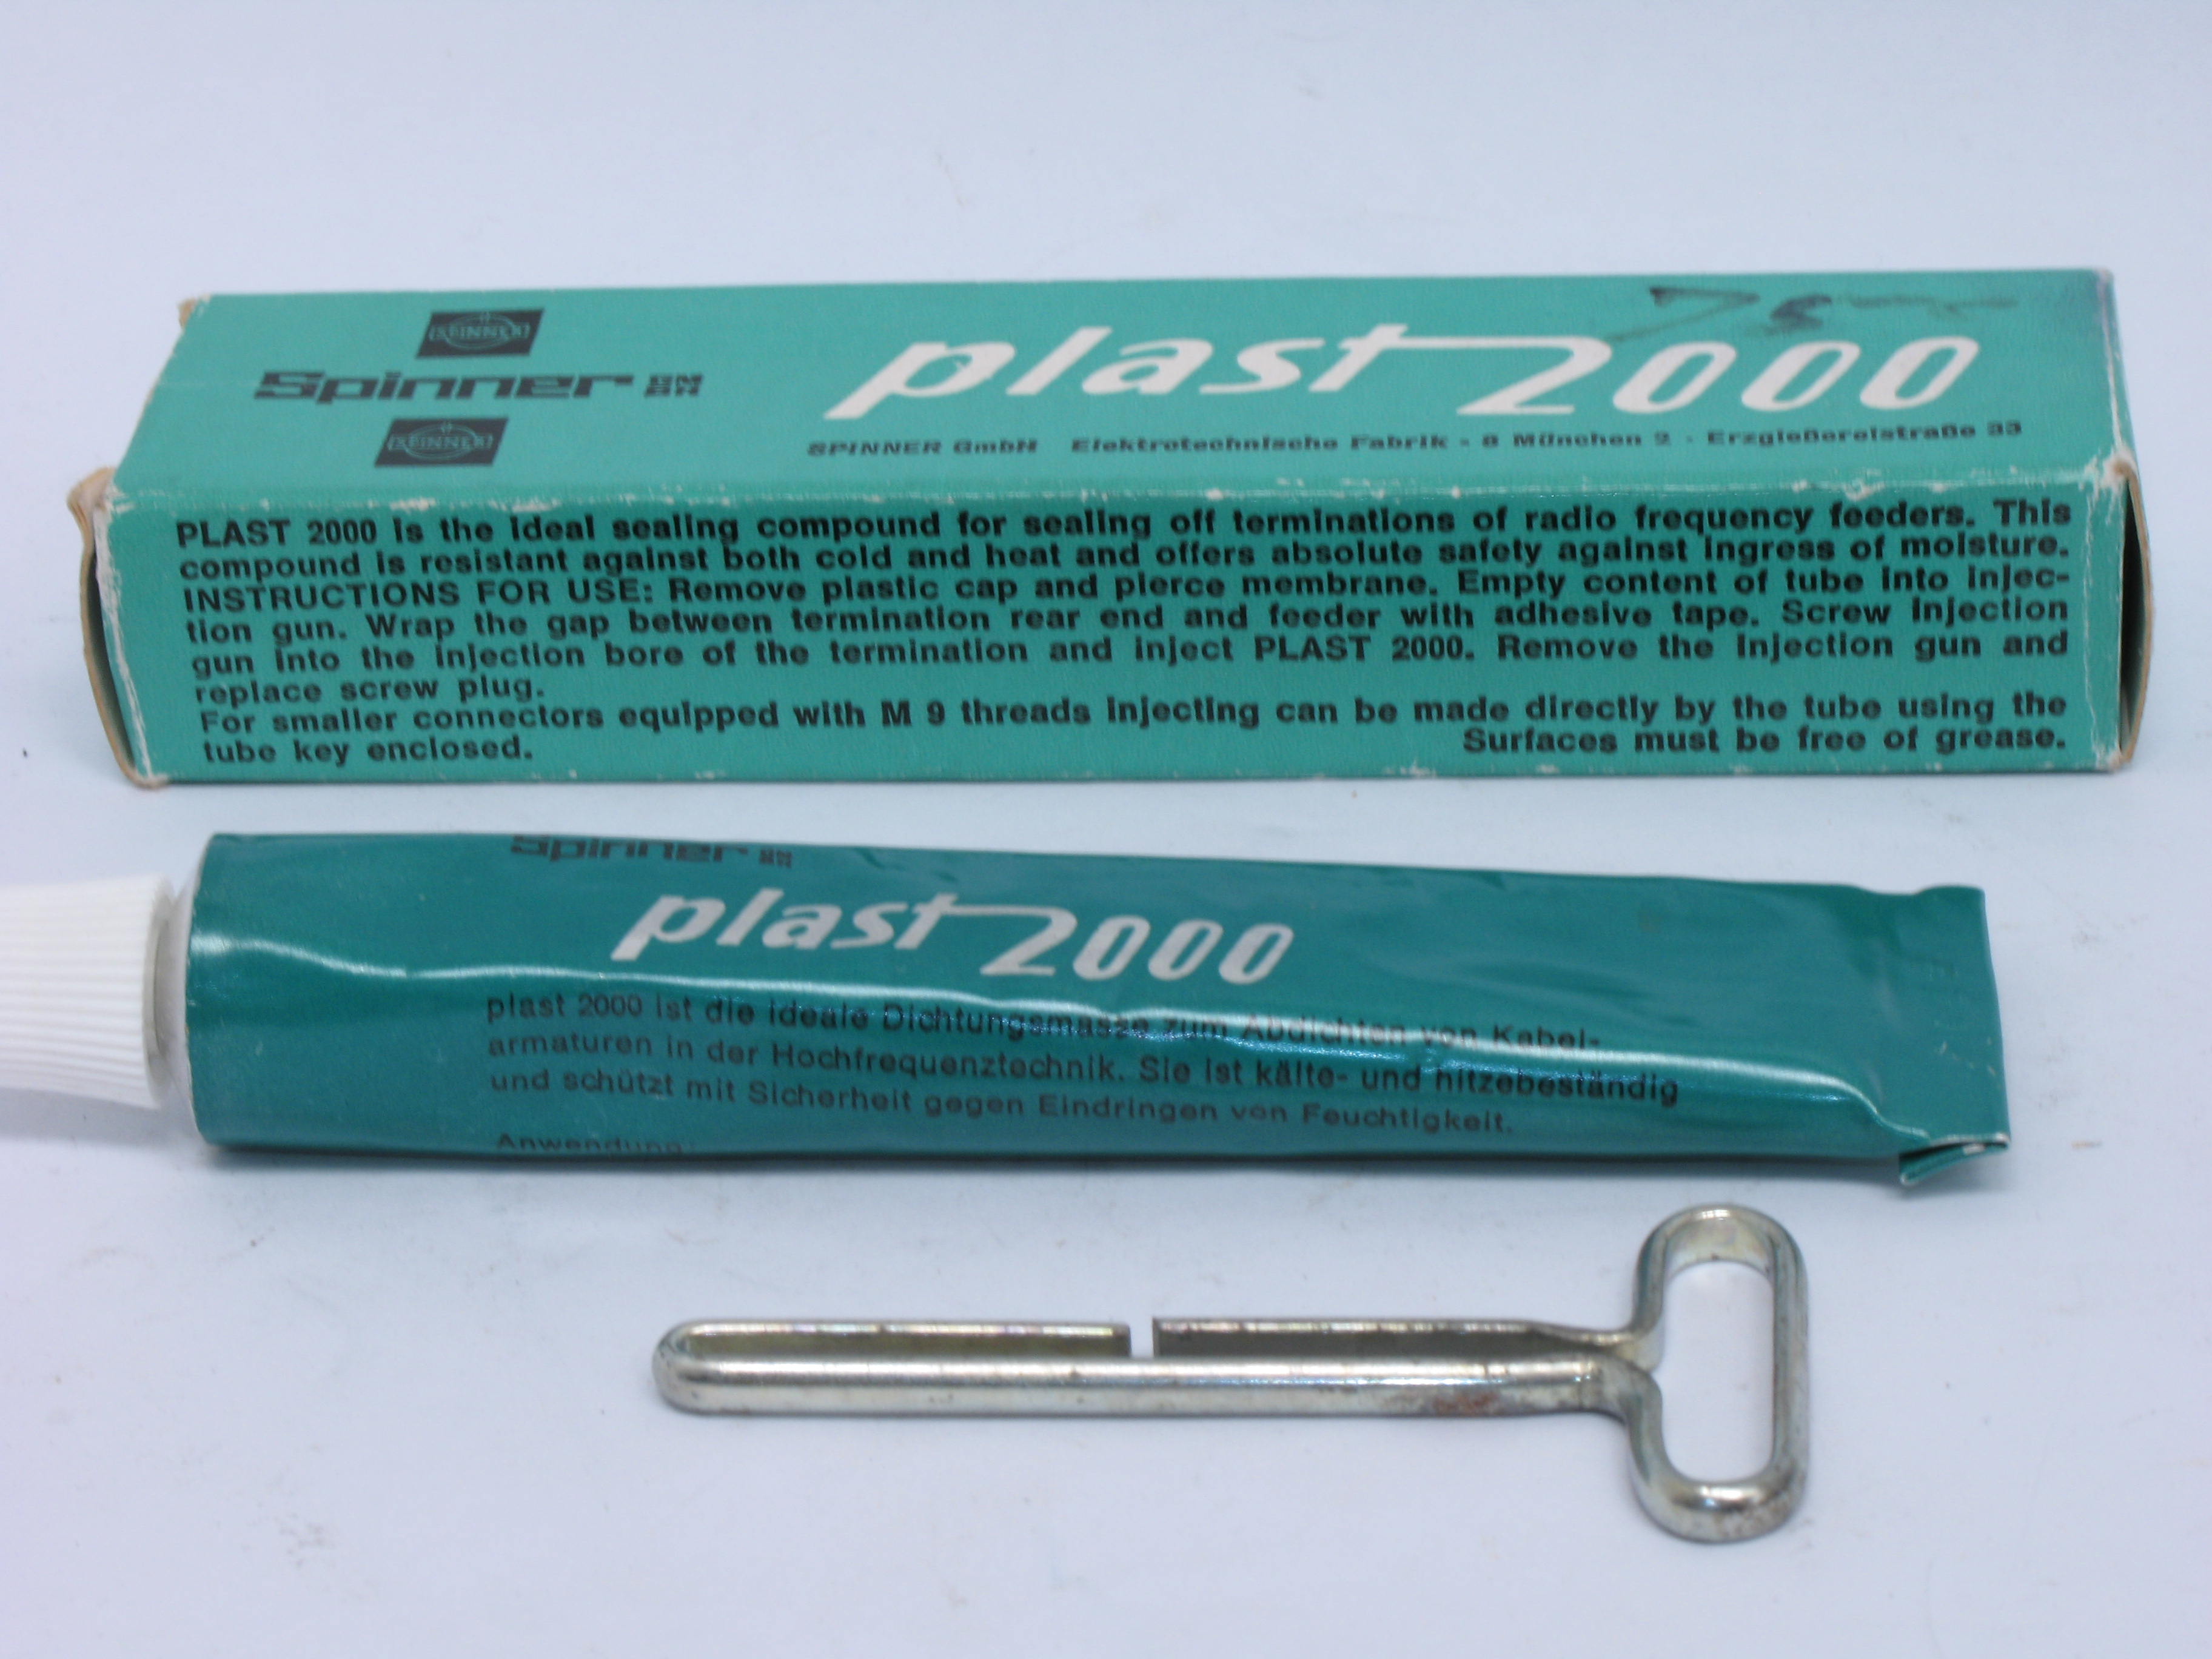 SPINNER
Spinner GMBH
SPINNER
plast 2000
SPINNER GmbH Elektrotechnische Fabrik - 8 München 2 - Erzgießereistraße 33
PLAST 2000 is the ideal sealing compound for sealing off terminations of radio frequency feeders. This
compound is resistant against both cold and heat and offers absolute safety against ingress of moisture.
INSTRUCTIONS FOR USE: Remove plastic cap and pierce membrane. Empty content of tube into injec-
tion gun. Wrap the gap between termination rear end and feeder with adhesive tape. Screw injection
gun into the injection bore of the termination and inject PLAST 2000. Remove the injection gun and
replace screw plug.
For smaller connectors equipped with M 9 threads injecting can be made directly by the tube using the
tube key enclosed.
Surfaces must be free of grease.
Spinner GMBH
plast 2000
plast 2000 ist die ideale Dichtungsmasse zum Abdichten von Kabel-
armaturen in der Hochfrequenztechnik. Sie ist kälte- und hitzebeständig
und schützt mit Sicherheit gegen Eindringen von Feuchtigkeit.
Anwendung: